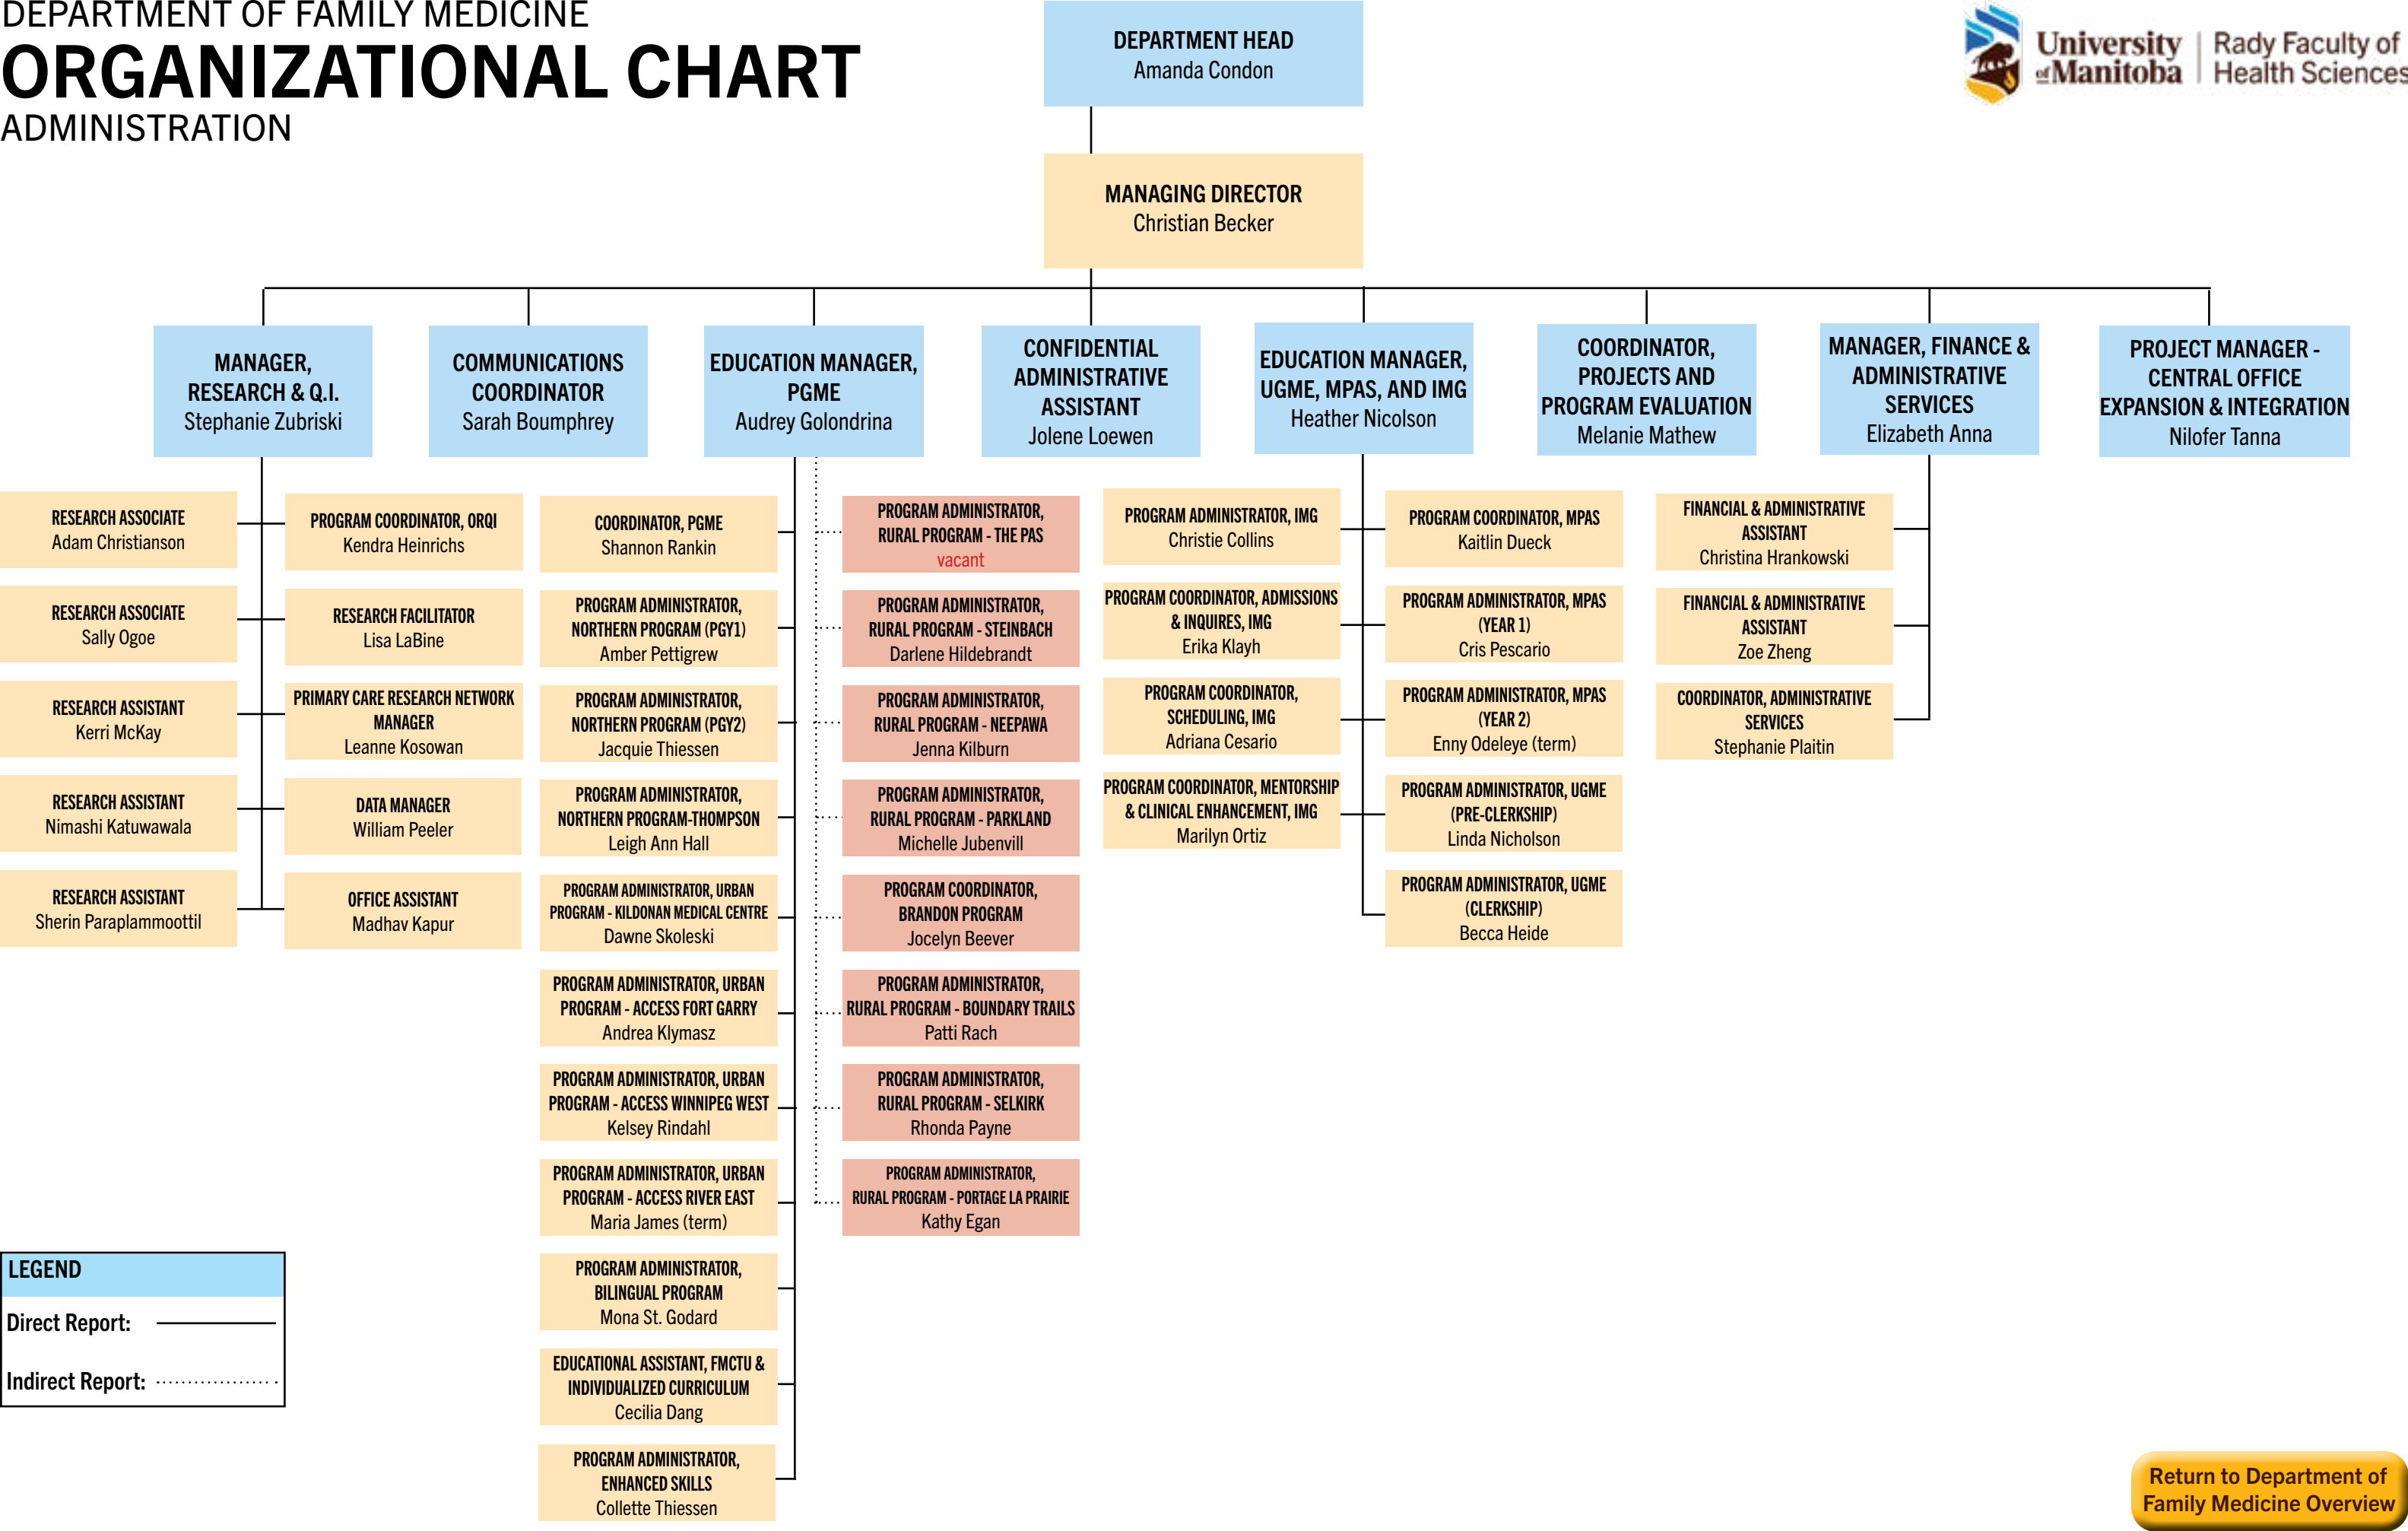 DEPARTMENT OF FAMILY MEDICINE
ORGANIZATIONAL CHART
ADMINISTRATION
University
of Manitoba
Rady Faculty of
Health Sciences
DEPARTMENT HEAD
Amanda Condon
MANAGING DIRECTOR
Christian Becker
MANAGER,
RESEARCH & Q.I.
Stephanie Zubriski
COMMUNICATIONS
COORDINATOR
Sarah Boumphrey
EDUCATION MANAGER,
PGME
Audrey Golondrina
CONFIDENTIAL
ADMINISTRATIVE
ASSISTANT
Jolene Loewen
EDUCATION MANAGER,
UGME, MPAS, AND IMG
Heather Nicolson
COORDINATOR,
PROJECTS AND
PROGRAM EVALUATION
Melanie Mathew
MANAGER, FINANCE &
ADMINISTRATIVE
SERVICES
Elizabeth Anna
PROJECT MANAGER -
CENTRAL OFFICE
EXPANSION & INTEGRATION
Nilofer Tanna
RESEARCH ASSOCIATE
Adam Christianson
RESEARCH ASSOCIATE
Sally Ogoe
RESEARCH ASSISTANT
Kerri McKay
RESEARCH ASSISTANT
Nimashi Katuwawala
RESEARCH ASSISTANT
Sherin Paraplammoottil
PROGRAM COORDINATOR, ORQI
Kendra Heinrichs
RESEARCH FACILITATOR
Lisa LaBine
PRIMARY CARE RESEARCH NETWORK
MANAGER
Leanne Kosowan
DATA MANAGER
William Peeler
OFFICE ASSISTANT
Madhav Kapur
COORDINATOR, PGME
Shannon Rankin
PROGRAM ADMINISTRATOR,
NORTHERN PROGRAM (PGY1)
Amber Pettigrew
PROGRAM ADMINISTRATOR,
NORTHERN PROGRAM (PGY2)
Jacquie Thiessen
PROGRAM ADMINISTRATOR,
NORTHERN PROGRAM-THOMPSON
Leigh Ann Hall
PROGRAM ADMINISTRATOR, URBAN
PROGRAM - KILDONAN MEDICAL CENTRE
Dawne Skoleski
PROGRAM ADMINISTRATOR, URBAN
PROGRAM - ACCESS FORT GARRY
Andrea Klymasz
PROGRAM ADMINISTRATOR, URBAN
PROGRAM - ACCESS WINNIPEG WEST
Kelsey Rindahl
PROGRAM ADMINISTRATOR, URBAN
PROGRAM - ACCESS RIVER EAST
Maria James (term)
PROGRAM ADMINISTRATOR,
BILINGUAL PROGRAM
Mona St. Godard
EDUCATIONAL ASSISTANT, FMCTU &
INDIVIDUALIZED CURRICULUM
Cecilia Dang
PROGRAM ADMINISTRATOR,
ENHANCED SKILLS
Collette Thiessen
PROGRAM ADMINISTRATOR,
RURAL PROGRAM - THE PAS
vacant
PROGRAM ADMINISTRATOR,
RURAL PROGRAM - STEINBACH
Darlene Hildebrandt
PROGRAM ADMINISTRATOR,
RURAL PROGRAM - NEEPAWA
Jenna Kilburn
PROGRAM ADMINISTRATOR,
RURAL PROGRAM - PARKLAND
Michelle Jubenvill
PROGRAM COORDINATOR,
BRANDON PROGRAM
Jocelyn Beever
PROGRAM ADMINISTRATOR,
RURAL PROGRAM - BOUNDARY TRAILS
Patti Rach
PROGRAM ADMINISTRATOR,
RURAL PROGRAM - SELKIRK
Rhonda Payne
PROGRAM ADMINISTRATOR,
RURAL PROGRAM - PORTAGE LA PRAIRIE
Kathy Egan
PROGRAM ADMINISTRATOR, IMG
Christie Collins
PROGRAM COORDINATOR, ADMISSIONS
& INQUIRES, IMG
Erika Klayh
PROGRAM COORDINATOR,
SCHEDULING, IMG
Adriana Cesario
PROGRAM COORDINATOR, MENTORSHIP
& CLINICAL ENHANCEMENT, IMG
Marilyn Ortiz
PROGRAM COORDINATOR, MPAS
Kaitlin Dueck
PROGRAM ADMINISTRATOR, MPAS
(YEAR 1)
Cris Pescario
PROGRAM ADMINISTRATOR, MPAS
(YEAR 2)
Enny Odeleye (term)
PROGRAM ADMINISTRATOR, UGME
(PRE-CLERKSHIP)
Linda Nicholson
PROGRAM ADMINISTRATOR, UGME
(CLERKSHIP)
Becca Heide
FINANCIAL & ADMINISTRATIVE
ASSISTANT
Christina Hrankowski
FINANCIAL & ADMINISTRATIVE
ASSISTANT
Zoe Zheng
COORDINATOR, ADMINISTRATIVE
SERVICES
Stephanie Plaitin
LEGEND
Direct Report:
Indirect Report:
Return to Department of
Family Medicine Overview